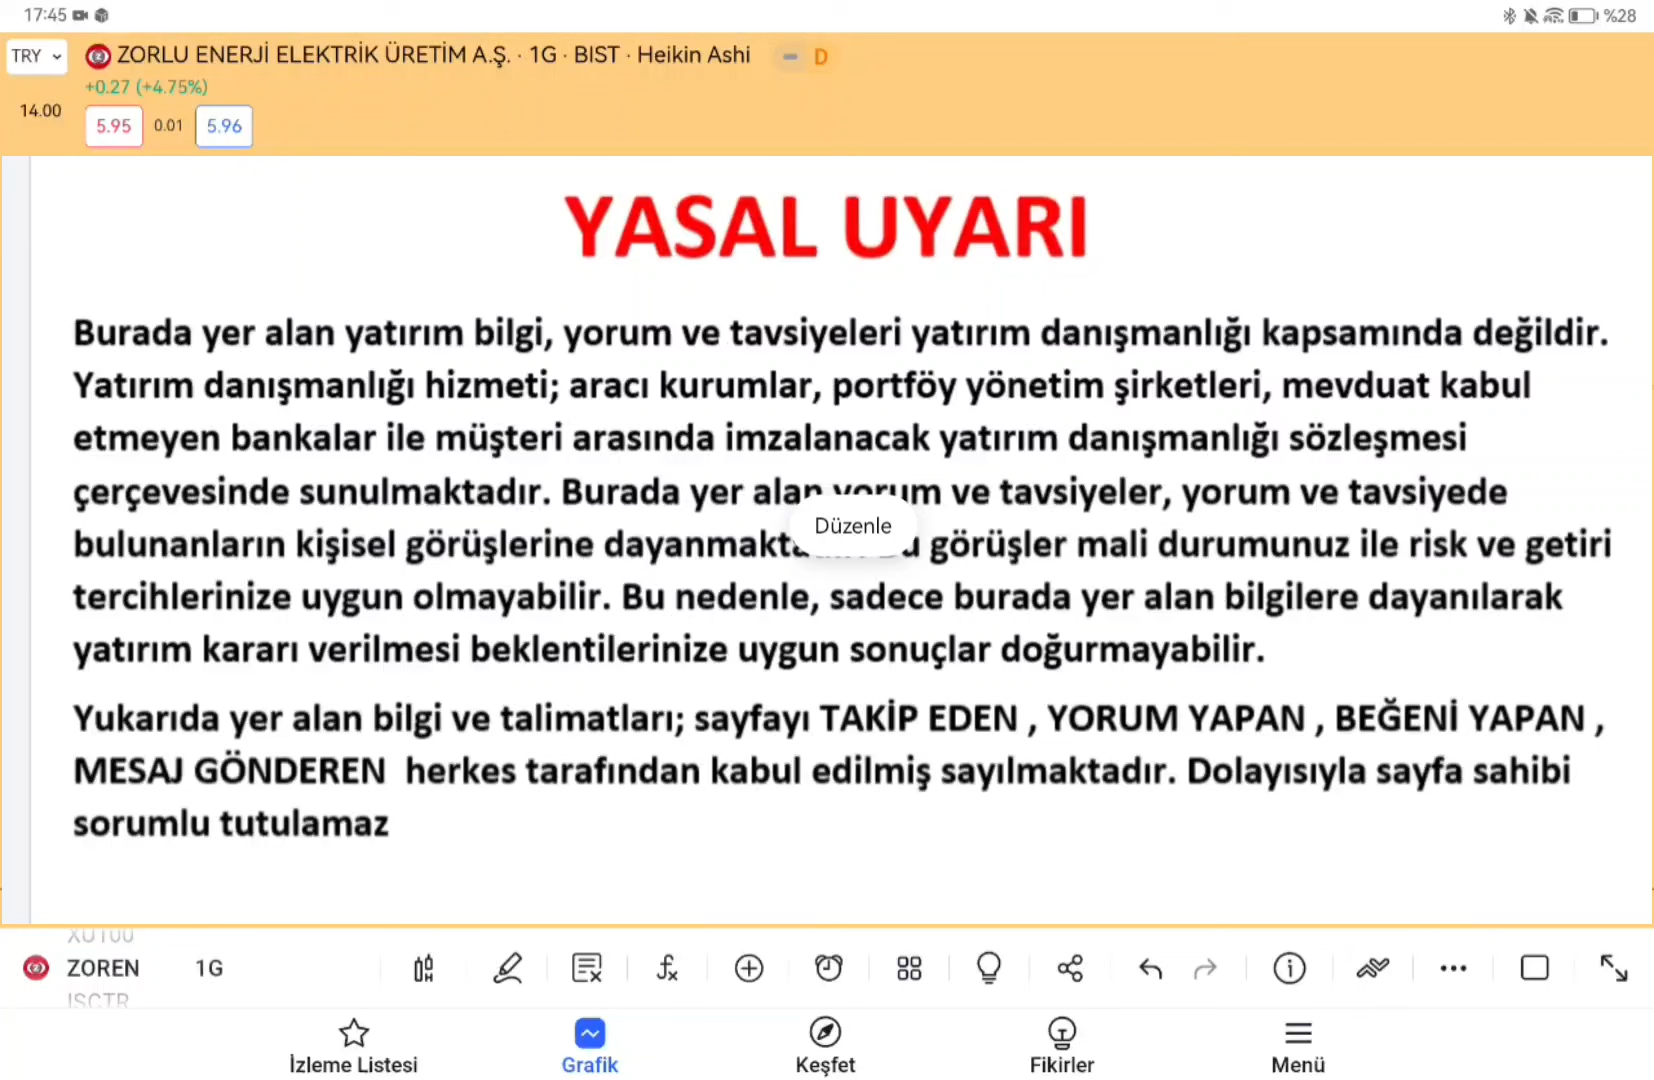 17:45
%28
TRY
ZORLU ENERJİ ELEKTRİK ÜRETİM A.Ş. · 1G · BIST · Heikin Ashi
D
+0.27 (+4.75%)
14.00
5.95 0.01 5.96
YASAL UYARI
Burada yer alan yatırım bilgi, yorum ve tavsiyeleri yatırım danışmanlığı kapsamında değildir.
Yatırım danışmanlığı hizmeti; aracı kurumlar, portföy yönetim şirketleri, mevduat kabul
etmeyen bankalar ile müşteri arasında imzalanacak yatırım danışmanlığı sözleşmesi
çerçevesinde sunulmaktadır. Burada yer alan yorum ve tavsiyeler, yorum ve tavsiyede
Düzenle
bulunanların kişisel görüşlerine görüşler mali durumunuz ile risk ve getiri
tercihlerinize uygun olmayabilir. Bu nedenle, sadece burada yer alan bilgilere dayanılarak
yatırım kararı verilmesi beklentilerinize uygun sonuçlar doğurmayabilir.
Yukarıda yer alan bilgi ve talimatları; sayfayı TAKİP EDEN , YORUM YAPAN , BEĞENİ YAPAN ,
MESAJ GÖNDEREN herkes tarafından kabul edilmiş sayılmaktadır. Dolayısıyla sayfa sahibi
sorumlu tutulamaz
XU100
ZOREN 1G
ISCTR
İzleme Listesi
Grafik
Keşfet
Fikirler
Menü